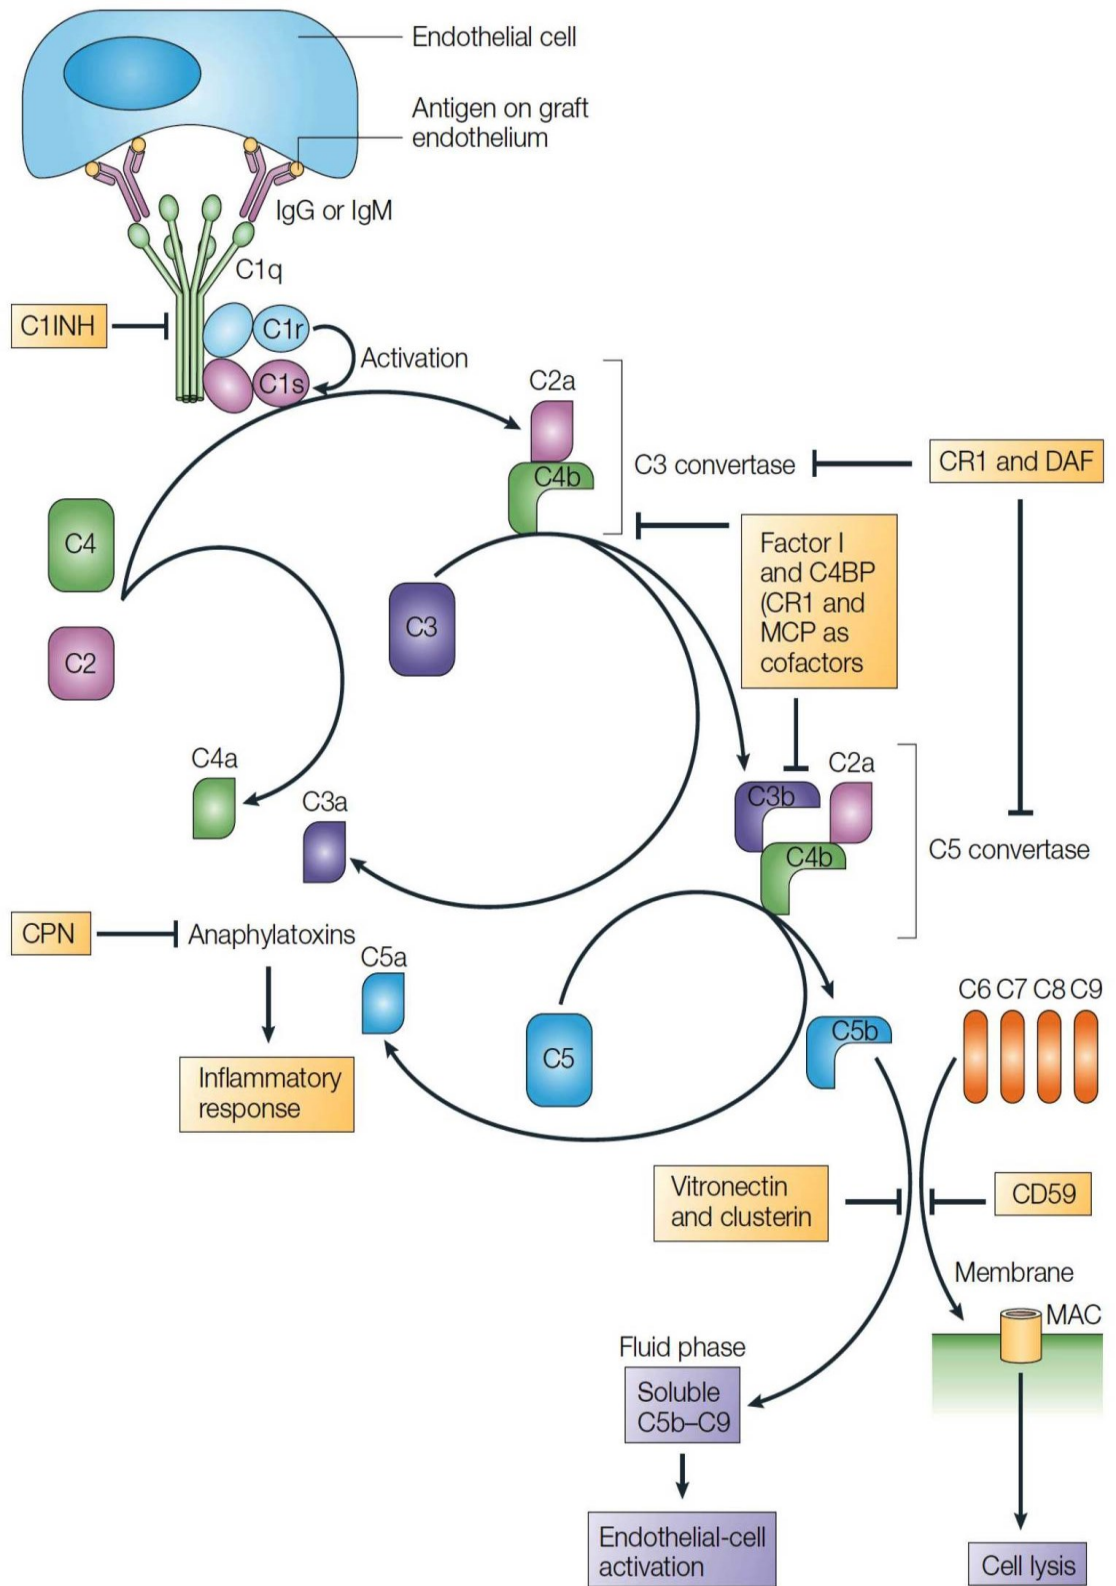 Endothelial cell
Antigen on graft
endothelium
IgG or IgM
C1q
C1INH
C1r
Activation
C1s
C2a
C4b
C3 convertase
CR1 and DAF
C4
C2
C3
Factor I
and C4BP
(CR1 and
MCP as
cofactors
C4a
C3a
C3b
C2a
C4b
C5 convertase
CPN
Anaphylatoxins
C5a
Inflammatory
response
C5
C5b
C6 C7 C8 C9
Vitronectin
and clusterin
CD59
Membrane
MAC
Fluid phase
Soluble
C5b–C9
Endothelial-cell
activation
Cell lysis